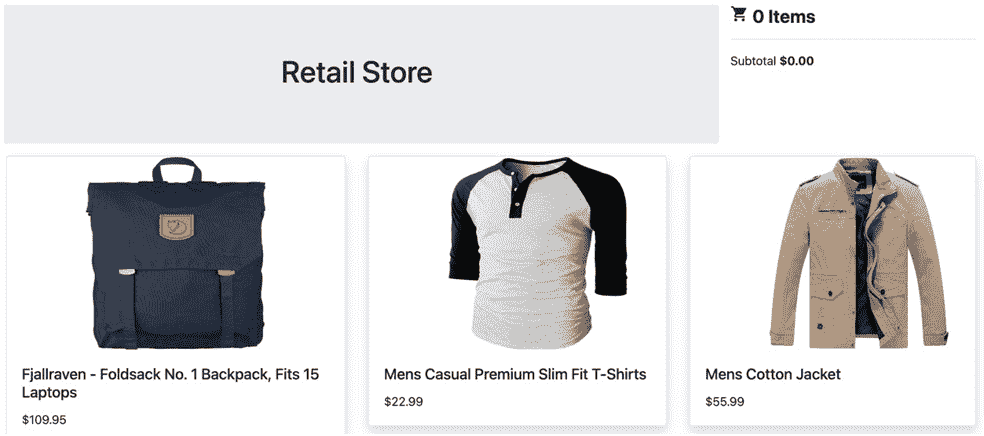 Retail Store
0 Items
Subtotal $0.00
Fjallraven - Foldsack No. 1 Backpack, Fits 15
Laptops
$109.95
Mens Casual Premium Slim Fit T-Shirts
$22.99
Mens Cotton Jacket
$55.99